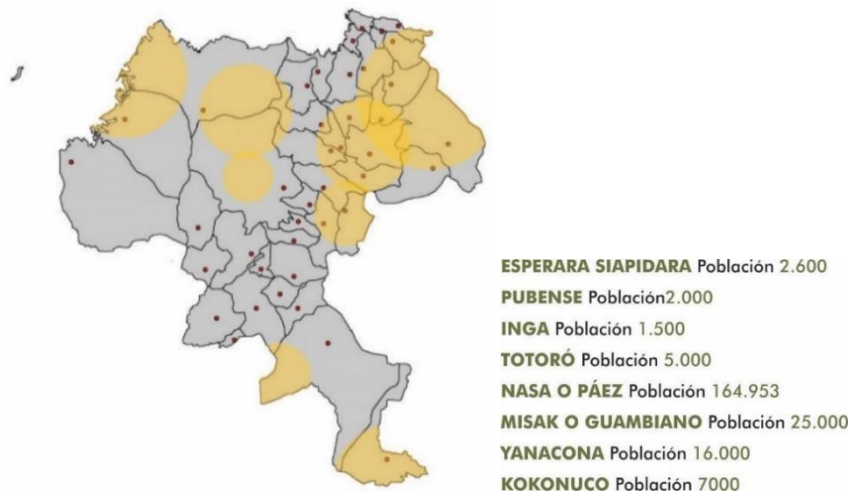 ESPERARA SIAPIDARA Población 2.600
PUBENSE Población2.000
INGA Población 1.500
TOTORÓ Población 5.000
NASA O PÁEZ Población 164.953
MISAK O GUAMBIANO Población 25.000
YANACONA Población 16.000
KOKONUCO Población 7000